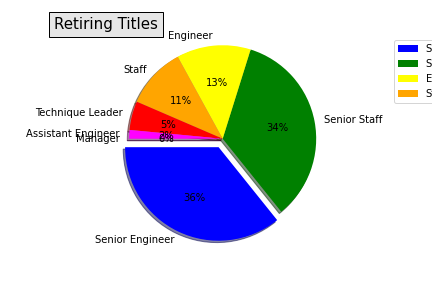 Retiring Titles
Engineer
Staff
13%
11%
Technique Leader
5%
Senior Staff
34%
Assistant Engineer
Manager
36%
Senior Engineer
S
S
E
S